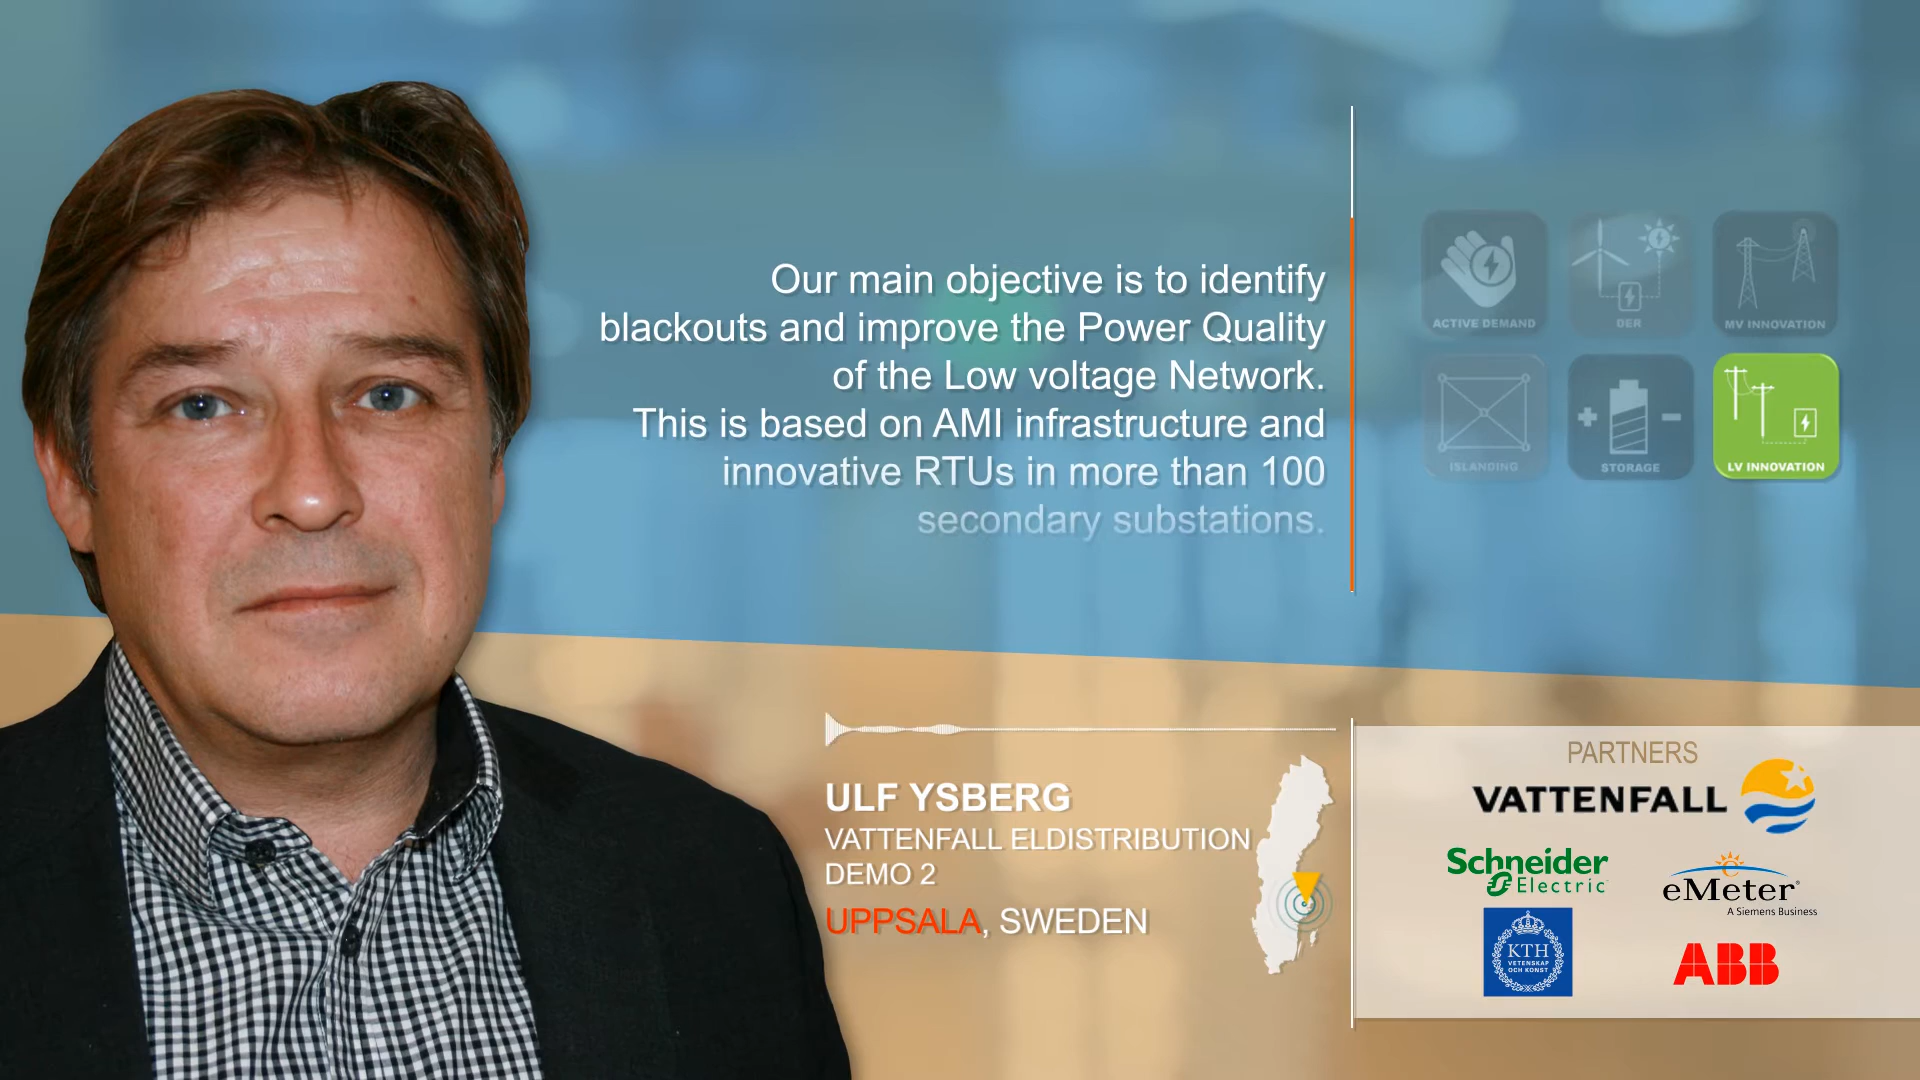 Our main objective is to identify
blackouts and improve the Power Quality
of the Low voltage Network.
This is based on AMI infrastructure and
innovative RTUs in more than 100
secondary substations.
ACTIVE DEMAND
DER
MV INNOVATION
ISLANDING
STORAGE
LV INNOVATION
ULF YSBERG
VATTENFALL ELDISTRIBUTION
DEMO 2
UPPSALA, SWEDEN
PARTNERS
VATTENFALL
Schneider
Electric
eMeter®
A Siemens Business
KTH
VETENSKAP
OCH KONST
ABB